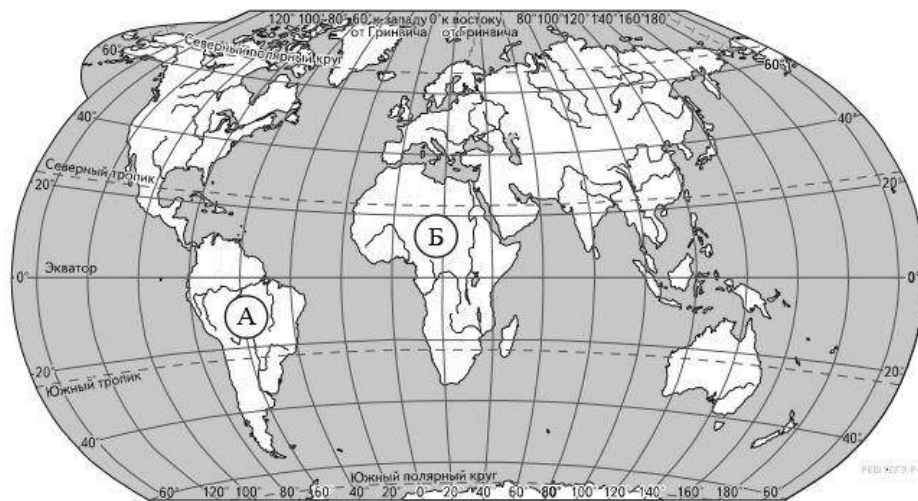 120° 100° 80° 60° к западу 0° к востоку 80° 100° 120° 140° 160° 180°
от Гринвича от Гринвича
60° Северный полярный круг 60°
40° 40°
Северный тропик
20° 20°
Б
Экватор
0° 0°
А
20° 20°
Южный тропик
40° 40°
Южный полярный круг
60° 120° 100° 80° 60° 40° 20° 0° 20° 40° 60° 80° 100° 120° 140° 160° 180° 60°